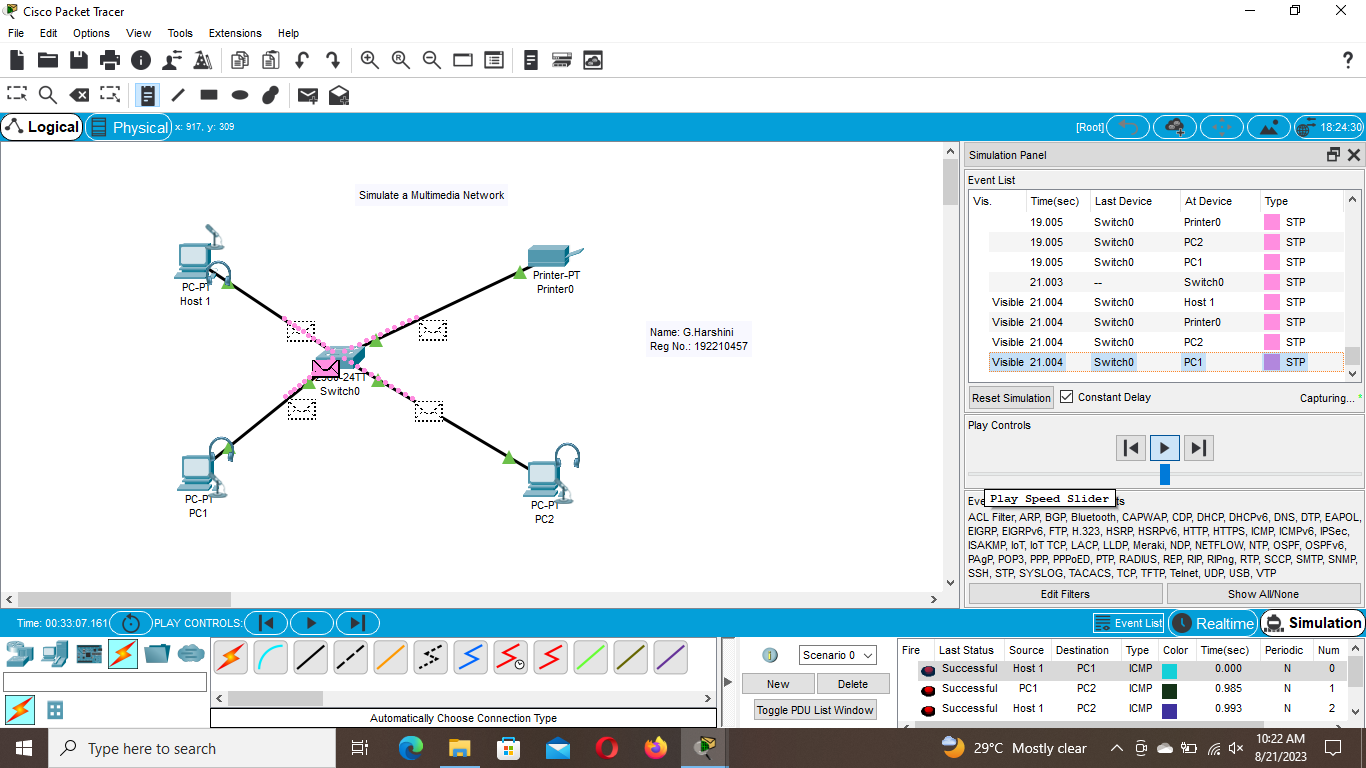 Cisco Packet Tracer
File Edit Options View Tools Extensions Help
Logical Physical x: 917, y: 309 [Root] 18:24:30
Simulate a Multimedia Network
PC-PT
Host 1
Printer-PT
Printer0
Name: G.Harshini
Reg No.: 192210457
2960-24TT
Switch0
PC-PT
PC1
PC-PT
PC2
Simulation Panel
Event List
Vis. Time(sec) Last Device At Device Type
19.005 Switch0 Printer0 STP
19.005 Switch0 PC2 STP
19.005 Switch0 PC1 STP
21.003 -- Switch0 STP
Visible 21.004 Switch0 Host 1 STP
Visible 21.004 Switch0 Printer0 STP
Visible 21.004 Switch0 PC2 STP
Visible 21.004 Switch0 PC1 STP
Reset Simulation Constant Delay Capturing... *
Play Controls
Play Speed Slider
ACL Filter, ARP, BGP, Bluetooth, CAPWAP, CDP, DHCP, DHCPv6, DNS, DTP, EAPOL,
EIGRP, EIGRPv6, FTP, H.323, HSRP, HSRPv6, HTTP, HTTPS, ICMP, ICMPv6, IPSec,
ISAKMP, IoT, IoT TCP, LACP, LLDP, Meraki, NDP, NETFLOW, NTP, OSPF, OSPFv6,
PAgP, POP3, PPP, PPPoED, PTP, RADIUS, REP, RIP, RIPng, RTP, SCCP, SMTP, SNMP,
SSH, STP, SYSLOG, TACACS, TCP, TFTP, Telnet, UDP, USB, VTP
Edit Filters Show All/None
Time: 00:33:07.161 PLAY CONTROLS: Event List Realtime Simulation
Automatically Choose Connection Type
Scenario 0
New Delete
Toggle PDU List Window
Fire Last Status Source Destination Type Color Time(sec) Periodic Num
Successful Host 1 PC1 ICMP 0.000 N 0
Successful PC1 PC2 ICMP 0.985 N 1
Successful Host 1 PC2 ICMP 0.993 N 2
Type here to search
29°C Mostly clear
10:22 AM
8/21/2023